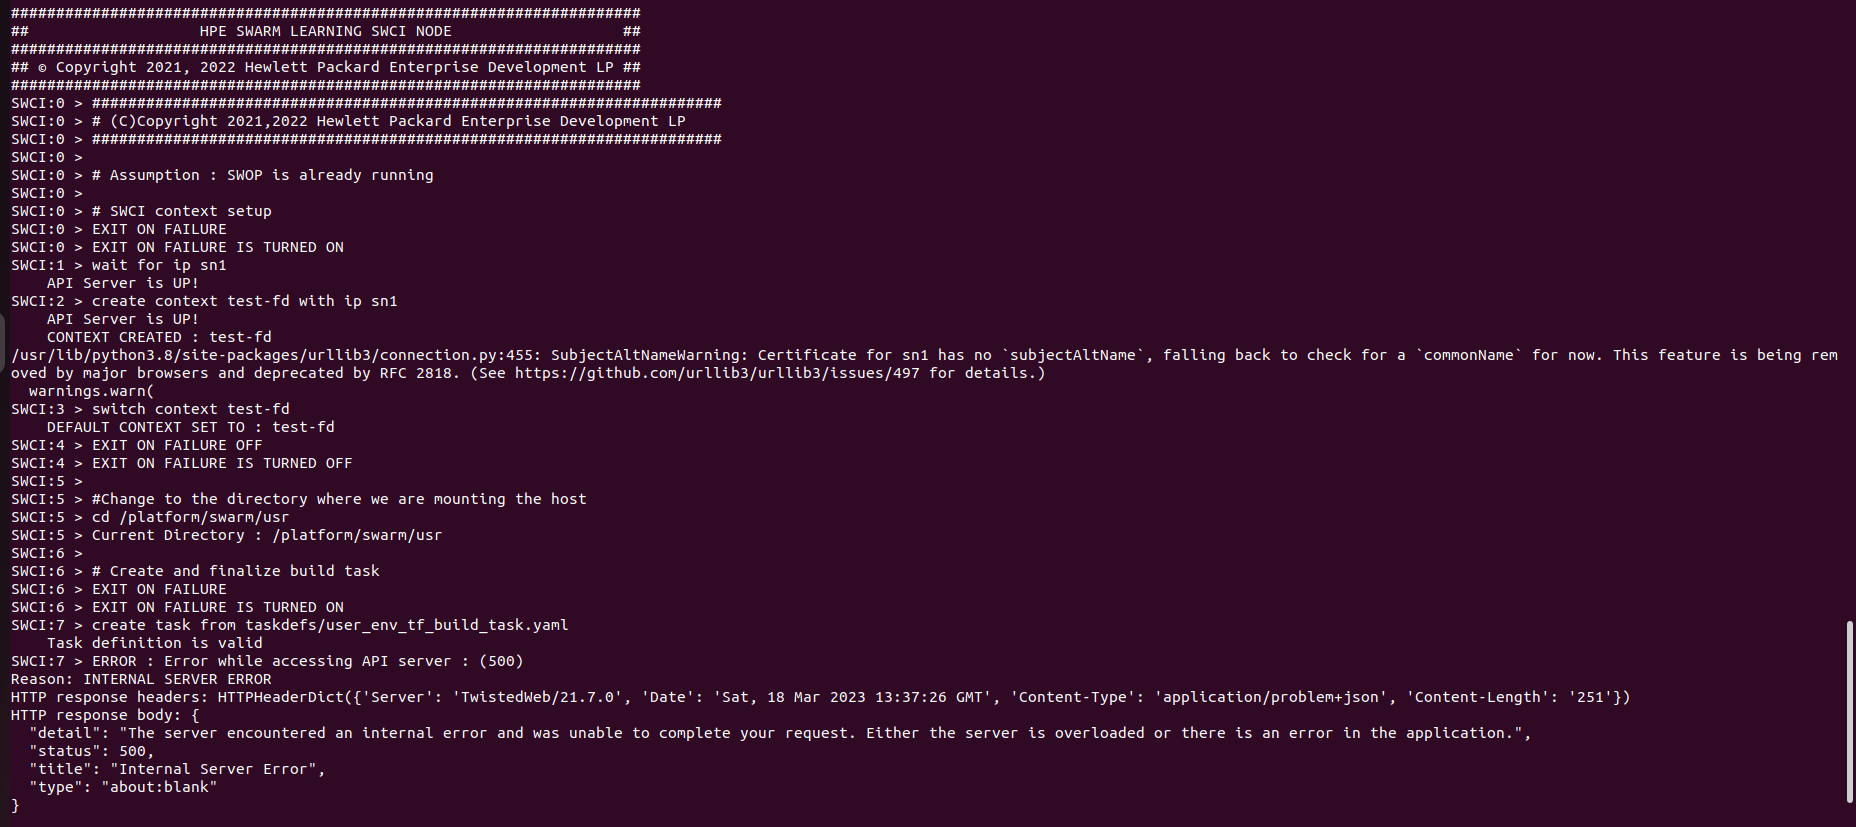 ######################################################################
##                   HPE SWARM LEARNING SWCI NODE                   ##
######################################################################
## © Copyright 2021, 2022 Hewlett Packard Enterprise Development LP ##
######################################################################
SWCI:0 > ######################################################################
SWCI:0 > # (C)Copyright 2021,2022 Hewlett Packard Enterprise Development LP
SWCI:0 > ######################################################################
SWCI:0 >
SWCI:0 > # Assumption : SWOP is already running
SWCI:0 >
SWCI:0 > # SWCI context setup
SWCI:0 > EXIT ON FAILURE
SWCI:0 > EXIT ON FAILURE IS TURNED ON
SWCI:1 > wait for ip sn1
    API Server is UP!
SWCI:2 > create context test-fd with ip sn1
    API Server is UP!
    CONTEXT CREATED : test-fd
/usr/lib/python3.8/site-packages/urllib3/connection.py:455: SubjectAltNameWarning: Certificate for sn1 has no `subjectAltName`, falling back to check for a `commonName` for now. This feature is being rem
oved by major browsers and deprecated by RFC 2818. (See https://github.com/urllib3/urllib3/issues/497 for details.)
  warnings.warn(
SWCI:3 > switch context test-fd
    DEFAULT CONTEXT SET TO : test-fd
SWCI:4 > EXIT ON FAILURE OFF
SWCI:4 > EXIT ON FAILURE IS TURNED OFF
SWCI:5 >
SWCI:5 > #Change to the directory where we are mounting the host
SWCI:5 > cd /platform/swarm/usr
SWCI:5 > Current Directory : /platform/swarm/usr
SWCI:6 >
SWCI:6 > # Create and finalize build task
SWCI:6 > EXIT ON FAILURE
SWCI:6 > EXIT ON FAILURE IS TURNED ON
SWCI:7 > create task from taskdefs/user_env_tf_build_task.yaml
    Task definition is valid
SWCI:7 > ERROR : Error while accessing API server : (500)
Reason: INTERNAL SERVER ERROR
HTTP response headers: HTTPHeaderDict({'Server': 'TwistedWeb/21.7.0', 'Date': 'Sat, 18 Mar 2023 13:37:26 GMT', 'Content-Type': 'application/problem+json', 'Content-Length': '251'})
HTTP response body: {
  "detail": "The server encountered an internal error and was unable to complete your request. Either the server is overloaded or there is an error in the application.",
  "status": 500,
  "title": "Internal Server Error",
  "type": "about:blank"
}